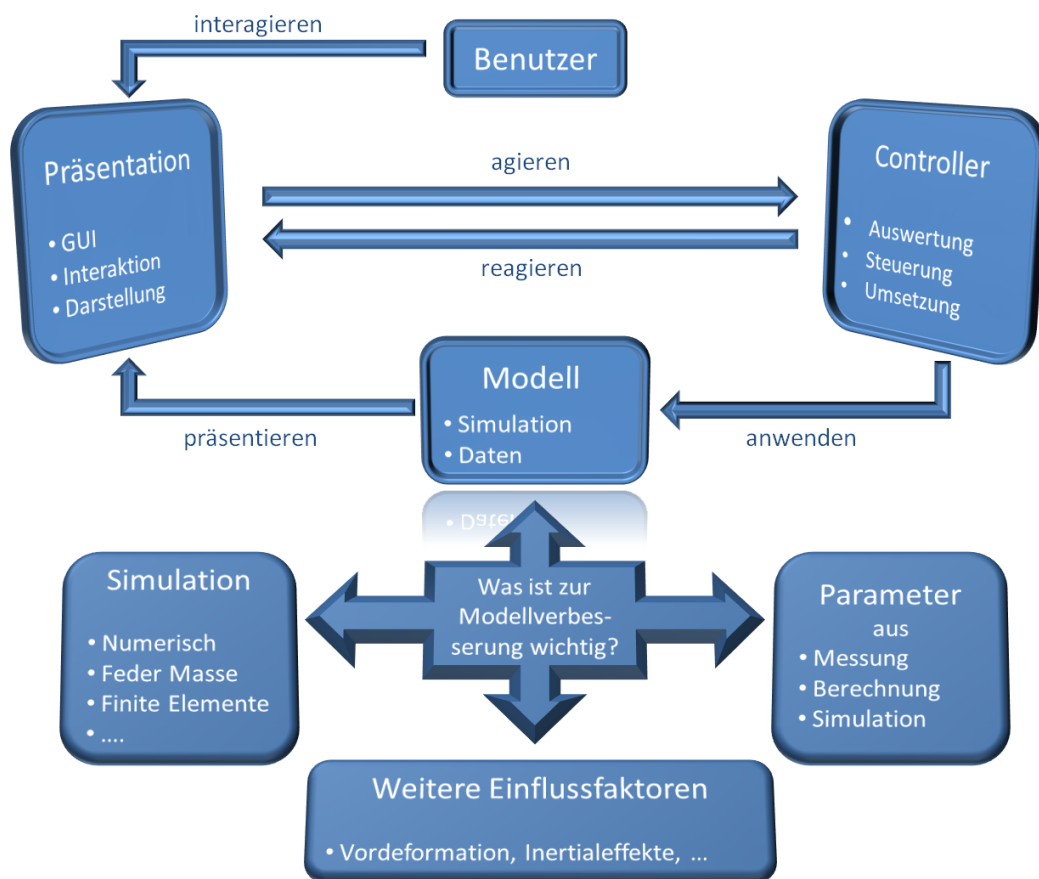 interagieren
Benutzer
Präsentation
• GUI
• Interaktion
• Darstellung
agieren
reagieren
Controller
• Auswertung
• Steuerung
• Umsetzung
Modell
• Simulation
• Daten
präsentieren
anwenden
Simulation
• Numerisch
• Feder Masse
• Finite Elemente
• ....
Was ist zur
Modellverbes-
serung wichtig?
Parameter
aus
• Messung
• Berechnung
• Simulation
Weitere Einflussfaktoren
• Vordeformation, Inertialeffekte, ...